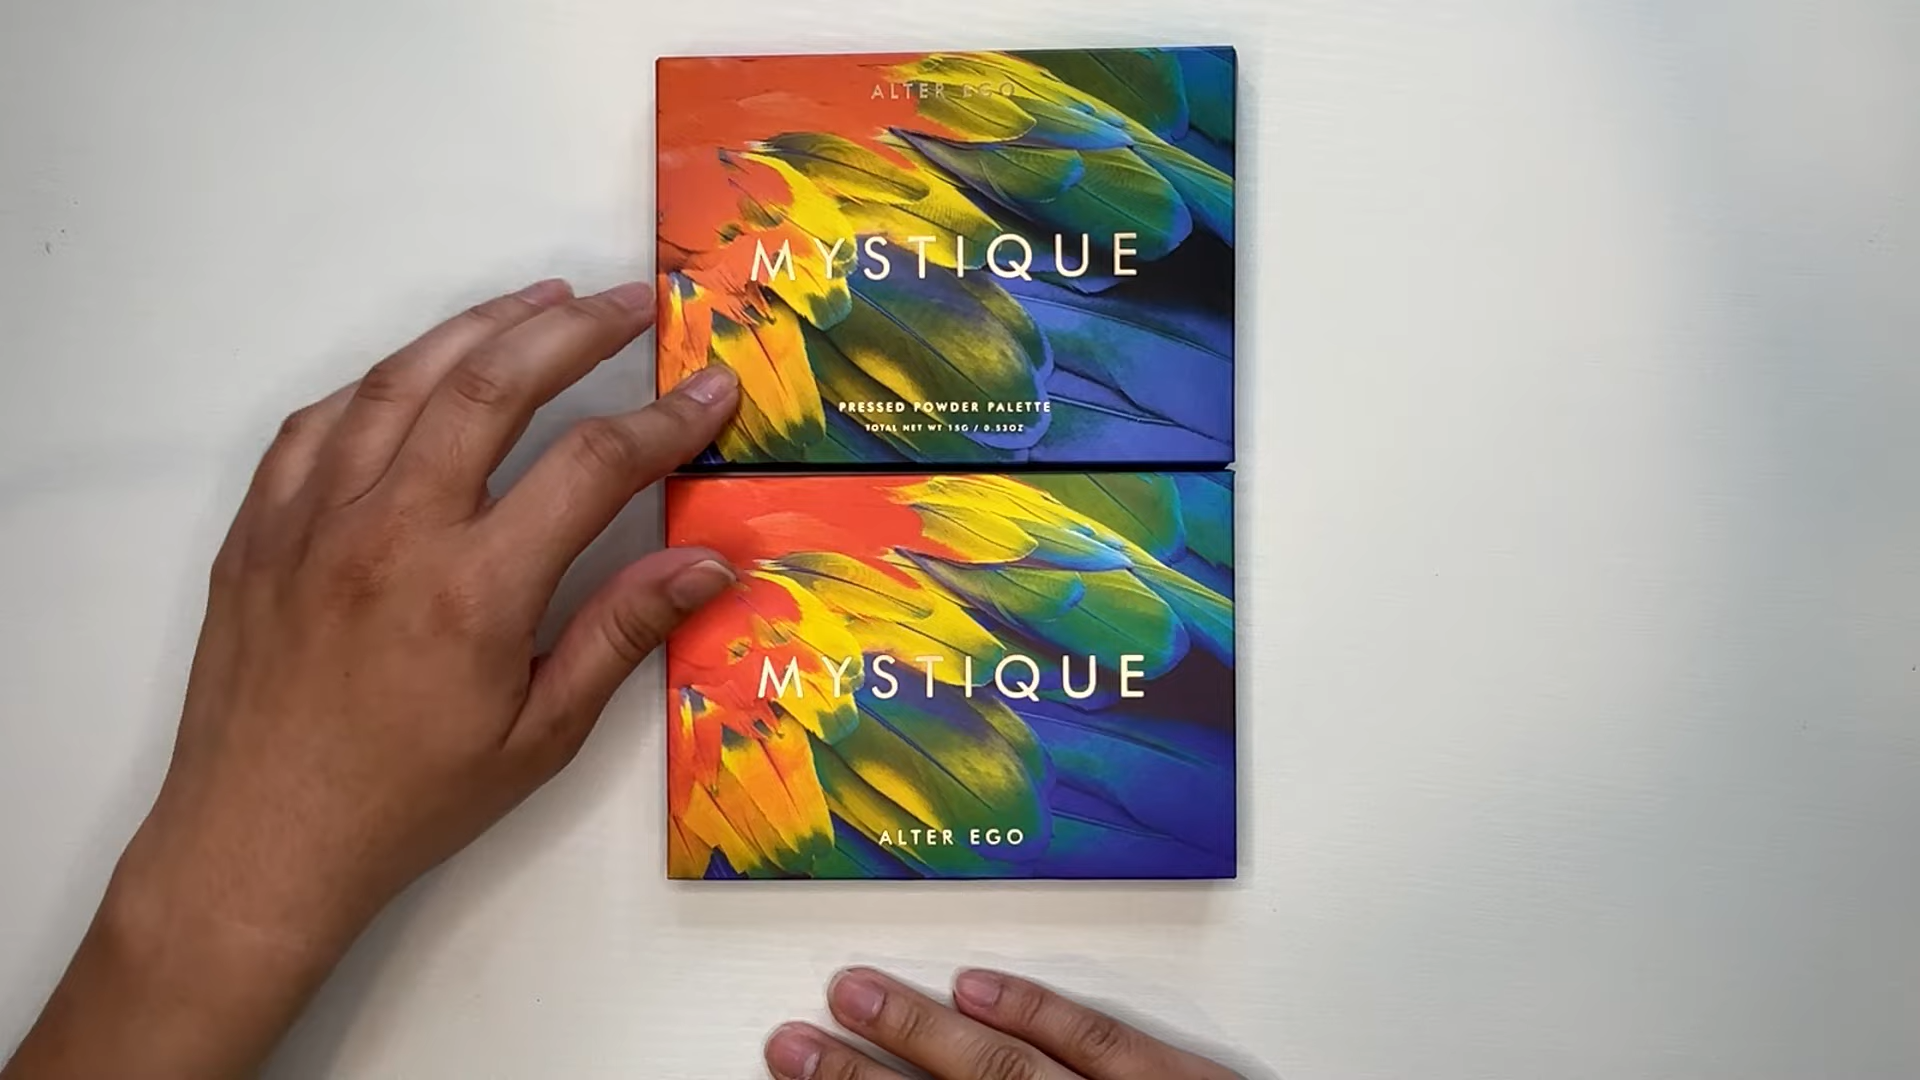 ALTER EGO
MYSTIQUE
PRESSED POWDER PALETTE
TOTAL NET WT 15G / 0.53OZ
MYSTIQUE
ALTER EGO